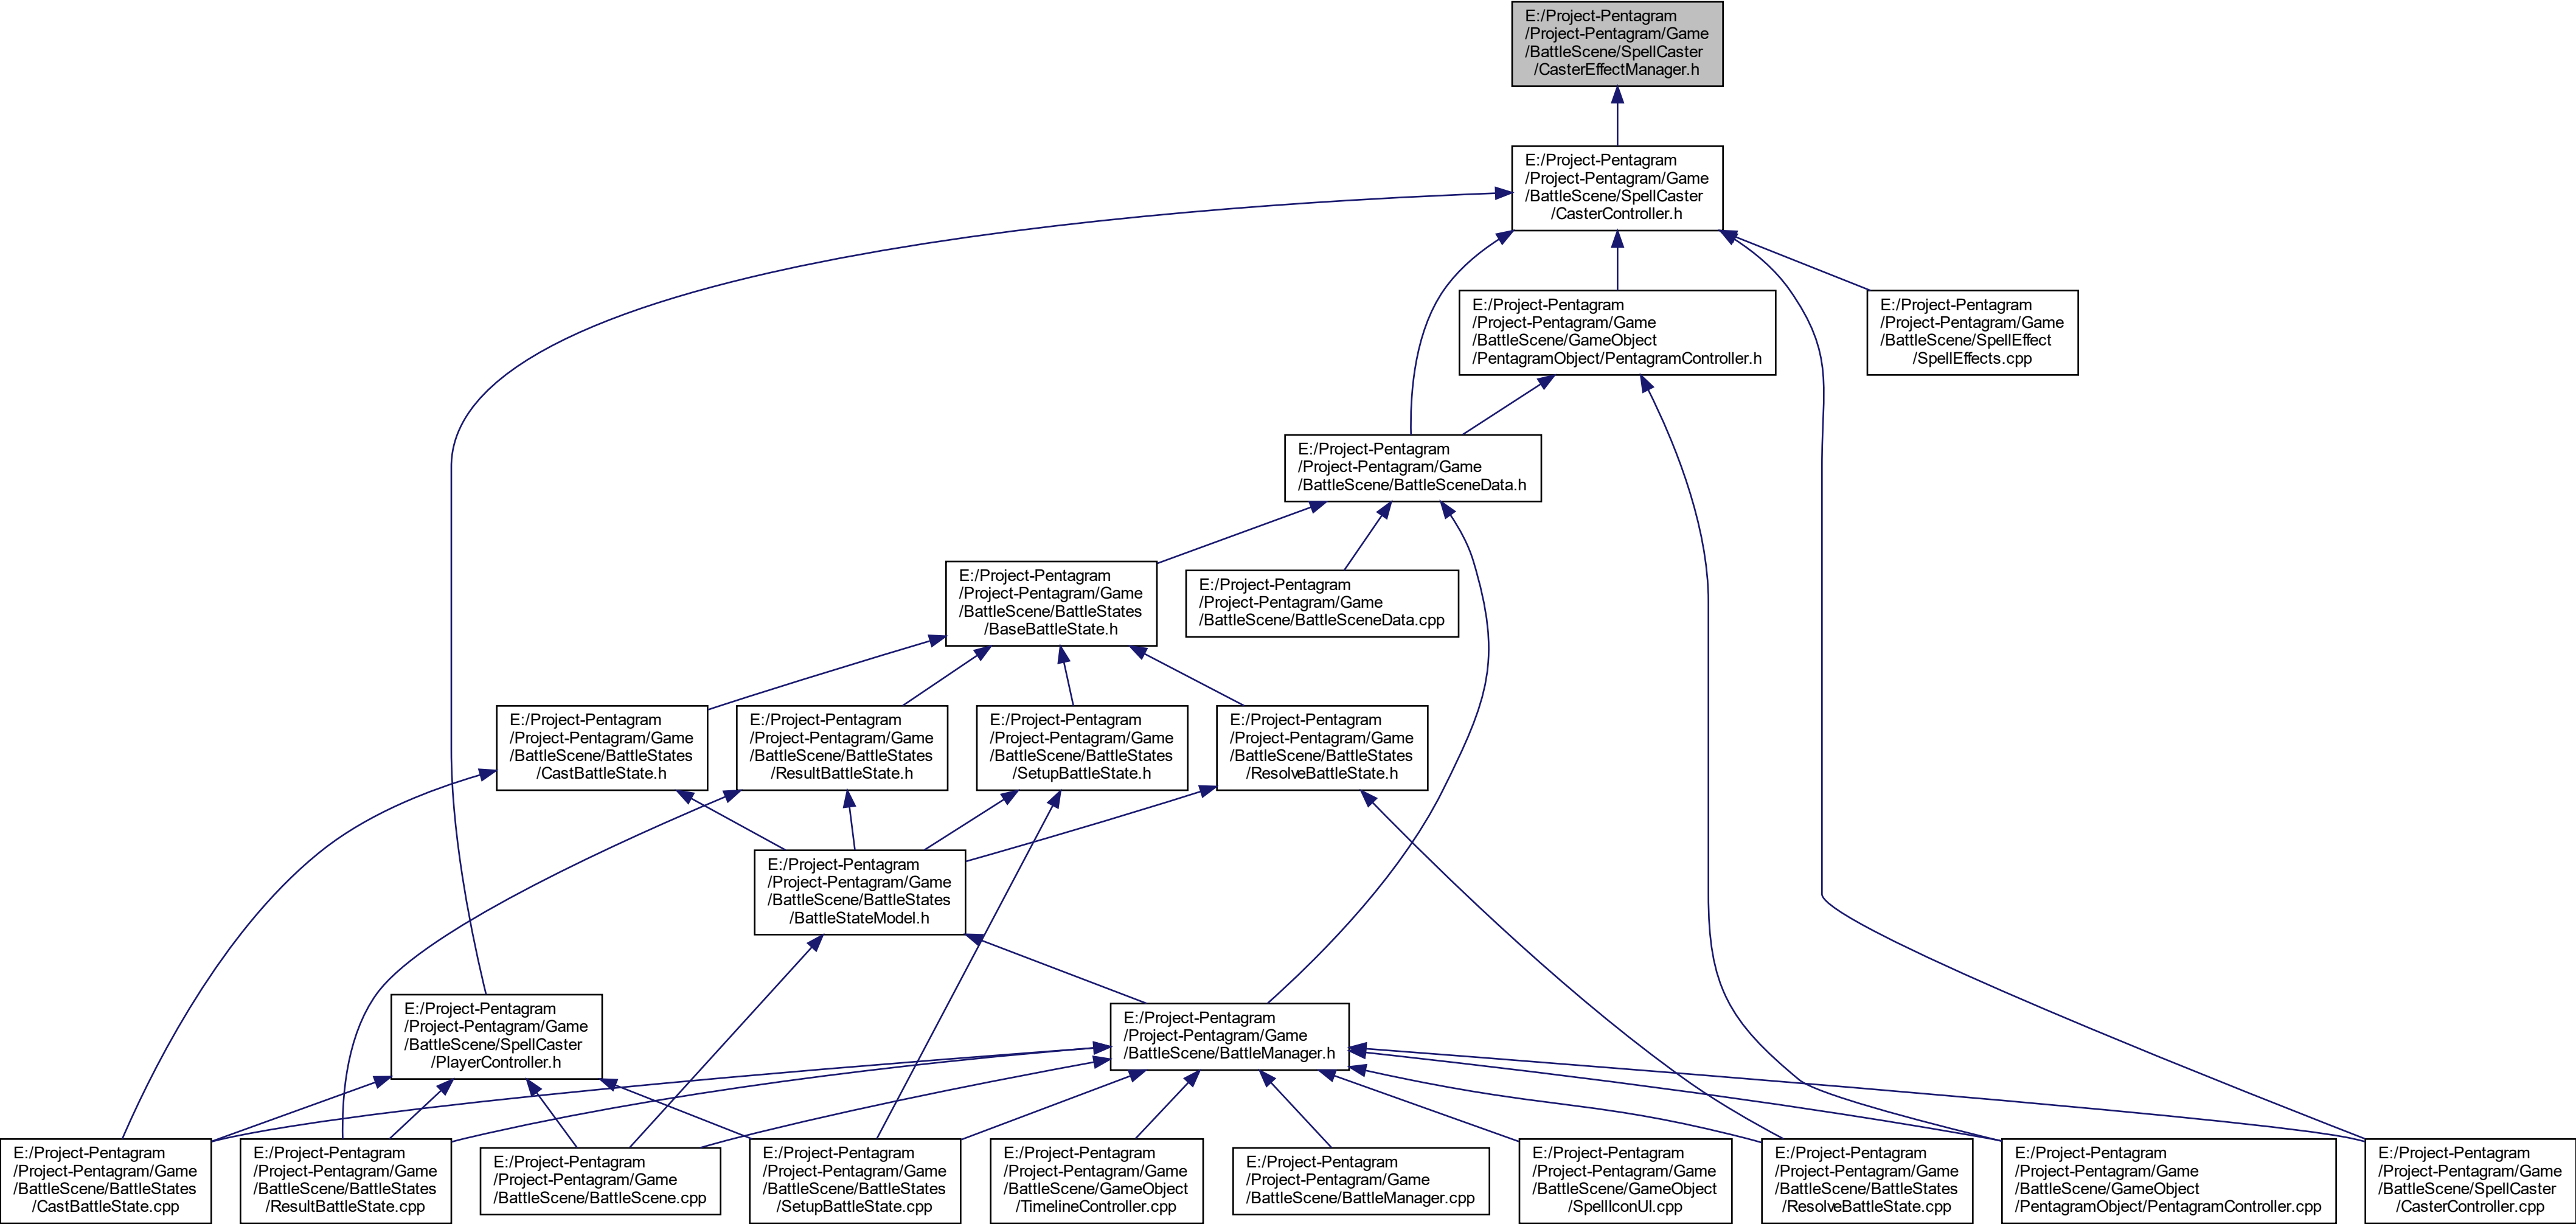 E:/Project-Pentagram
/Project-Pentagram/Game
/BattleScene/SpellCaster
/CasterEffectManager.h
E:/Project-Pentagram
/Project-Pentagram/Game
/BattleScene/SpellCaster
/CasterController.h
E:/Project-Pentagram
/Project-Pentagram/Game
/BattleScene/GameObject
/PentagramObject/PentagramController.h
E:/Project-Pentagram
/Project-Pentagram/Game
/BattleScene/SpellEffect
/SpellEffects.cpp
E:/Project-Pentagram
/Project-Pentagram/Game
/BattleScene/BattleSceneData.h
E:/Project-Pentagram
/Project-Pentagram/Game
/BattleScene/BattleStates
/BaseBattleState.h
E:/Project-Pentagram
/Project-Pentagram/Game
/BattleScene/BattleSceneData.cpp
E:/Project-Pentagram
/Project-Pentagram/Game
/BattleScene/BattleStates
/CastBattleState.h
E:/Project-Pentagram
/Project-Pentagram/Game
/BattleScene/BattleStates
/ResultBattleState.h
E:/Project-Pentagram
/Project-Pentagram/Game
/BattleScene/BattleStates
/SetupBattleState.h
E:/Project-Pentagram
/Project-Pentagram/Game
/BattleScene/BattleStates
/ResolveBattleState.h
E:/Project-Pentagram
/Project-Pentagram/Game
/BattleScene/BattleStates
/BattleStateModel.h
E:/Project-Pentagram
/Project-Pentagram/Game
/BattleScene/SpellCaster
/PlayerController.h
E:/Project-Pentagram
/Project-Pentagram/Game
/BattleScene/BattleManager.h
E:/Project-Pentagram
/Project-Pentagram/Game
/BattleScene/BattleStates
/CastBattleState.cpp
E:/Project-Pentagram
/Project-Pentagram/Game
/BattleScene/BattleStates
/ResultBattleState.cpp
E:/Project-Pentagram
/Project-Pentagram/Game
/BattleScene/BattleScene.cpp
E:/Project-Pentagram
/Project-Pentagram/Game
/BattleScene/BattleStates
/SetupBattleState.cpp
E:/Project-Pentagram
/Project-Pentagram/Game
/BattleScene/GameObject
/TimelineController.cpp
E:/Project-Pentagram
/Project-Pentagram/Game
/BattleScene/BattleManager.cpp
E:/Project-Pentagram
/Project-Pentagram/Game
/BattleScene/GameObject
/SpellIconUI.cpp
E:/Project-Pentagram
/Project-Pentagram/Game
/BattleScene/BattleStates
/ResolveBattleState.cpp
E:/Project-Pentagram
/Project-Pentagram/Game
/BattleScene/GameObject
/PentagramObject/PentagramController.cpp
E:/Project-Pentagram
/Project-Pentagram/Game
/BattleScene/SpellCaster
/CasterController.cpp